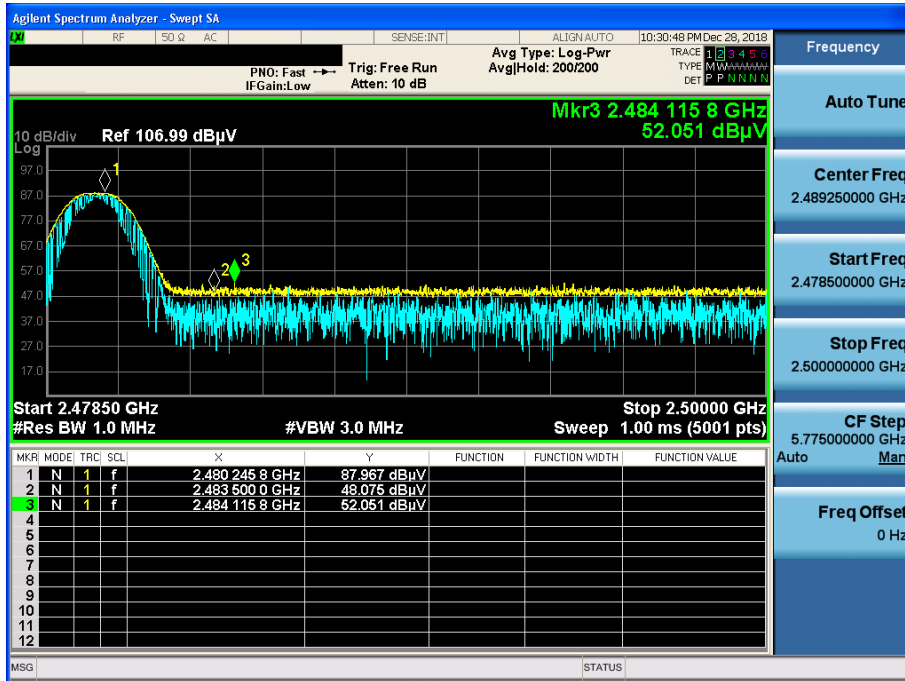 Agilent Spectrum Analyzer - Swept SA
LXI RF 50 Ω AC SENSE:INT ALIGN AUTO 10:30:48 PM Dec 28, 2018
Frequency
PNO: Fast Trig: Free Run Avg Type: Log-Pwr TRACE 1 2 3 4 5 6
IFGain:Low Atten: 10 dB Avg|Hold: 200/200 TYPE M W
DET P P N N N N
Auto Tune
Mkr3 2.484 115 8 GHz
10 dB/div Ref 106.99 dBµV 52.051 dBµV
Log
97.0
87.0
77.0
67.0
57.0
47.0
37.0
27.0
17.0
1
2
3
Center Freq
2.489250000 GHz
Start Freq
2.478500000 GHz
Stop Freq
2.500000000 GHz
Start 2.47850 GHz Stop 2.50000 GHz
#Res BW 1.0 MHz #VBW 3.0 MHz Sweep 1.00 ms (5001 pts)
CF Step
5.775000000 GHz
Auto Man
MKR MODE TRC SCL X Y FUNCTION FUNCTION WIDTH FUNCTION VALUE
1 N 1 f 2.480 245 8 GHz 87.967 dBµV
2 N 1 f 2.483 500 0 GHz 48.075 dBµV
3 N 1 f 2.484 115 8 GHz 52.051 dBµV
4
5
6
7
8
9
10
11
12
Freq Offset
0 Hz
MSG STATUS